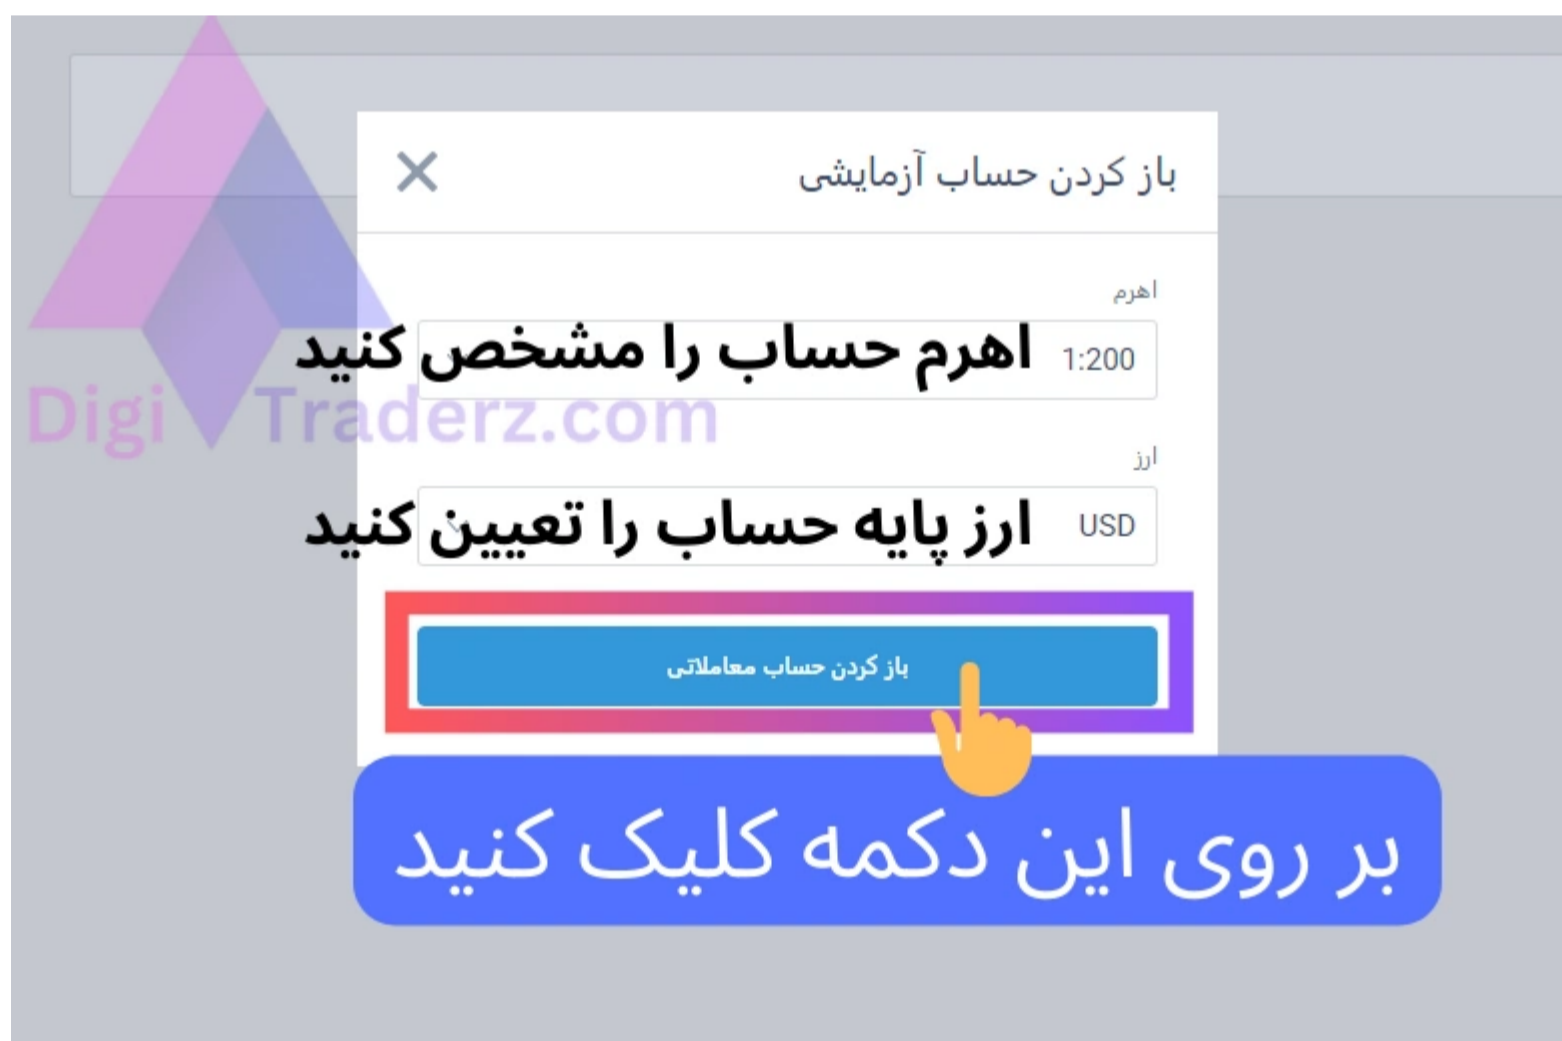 باز کردن حساب آزمایشی
اهرم
1:200 اهرم حساب را مشخص کنید
Digi Traderz.com
ارز
USD ارز پایه حساب را تعیین کنید
باز کردن حساب معاملاتی
بر روی این دکمه کلیک کنید